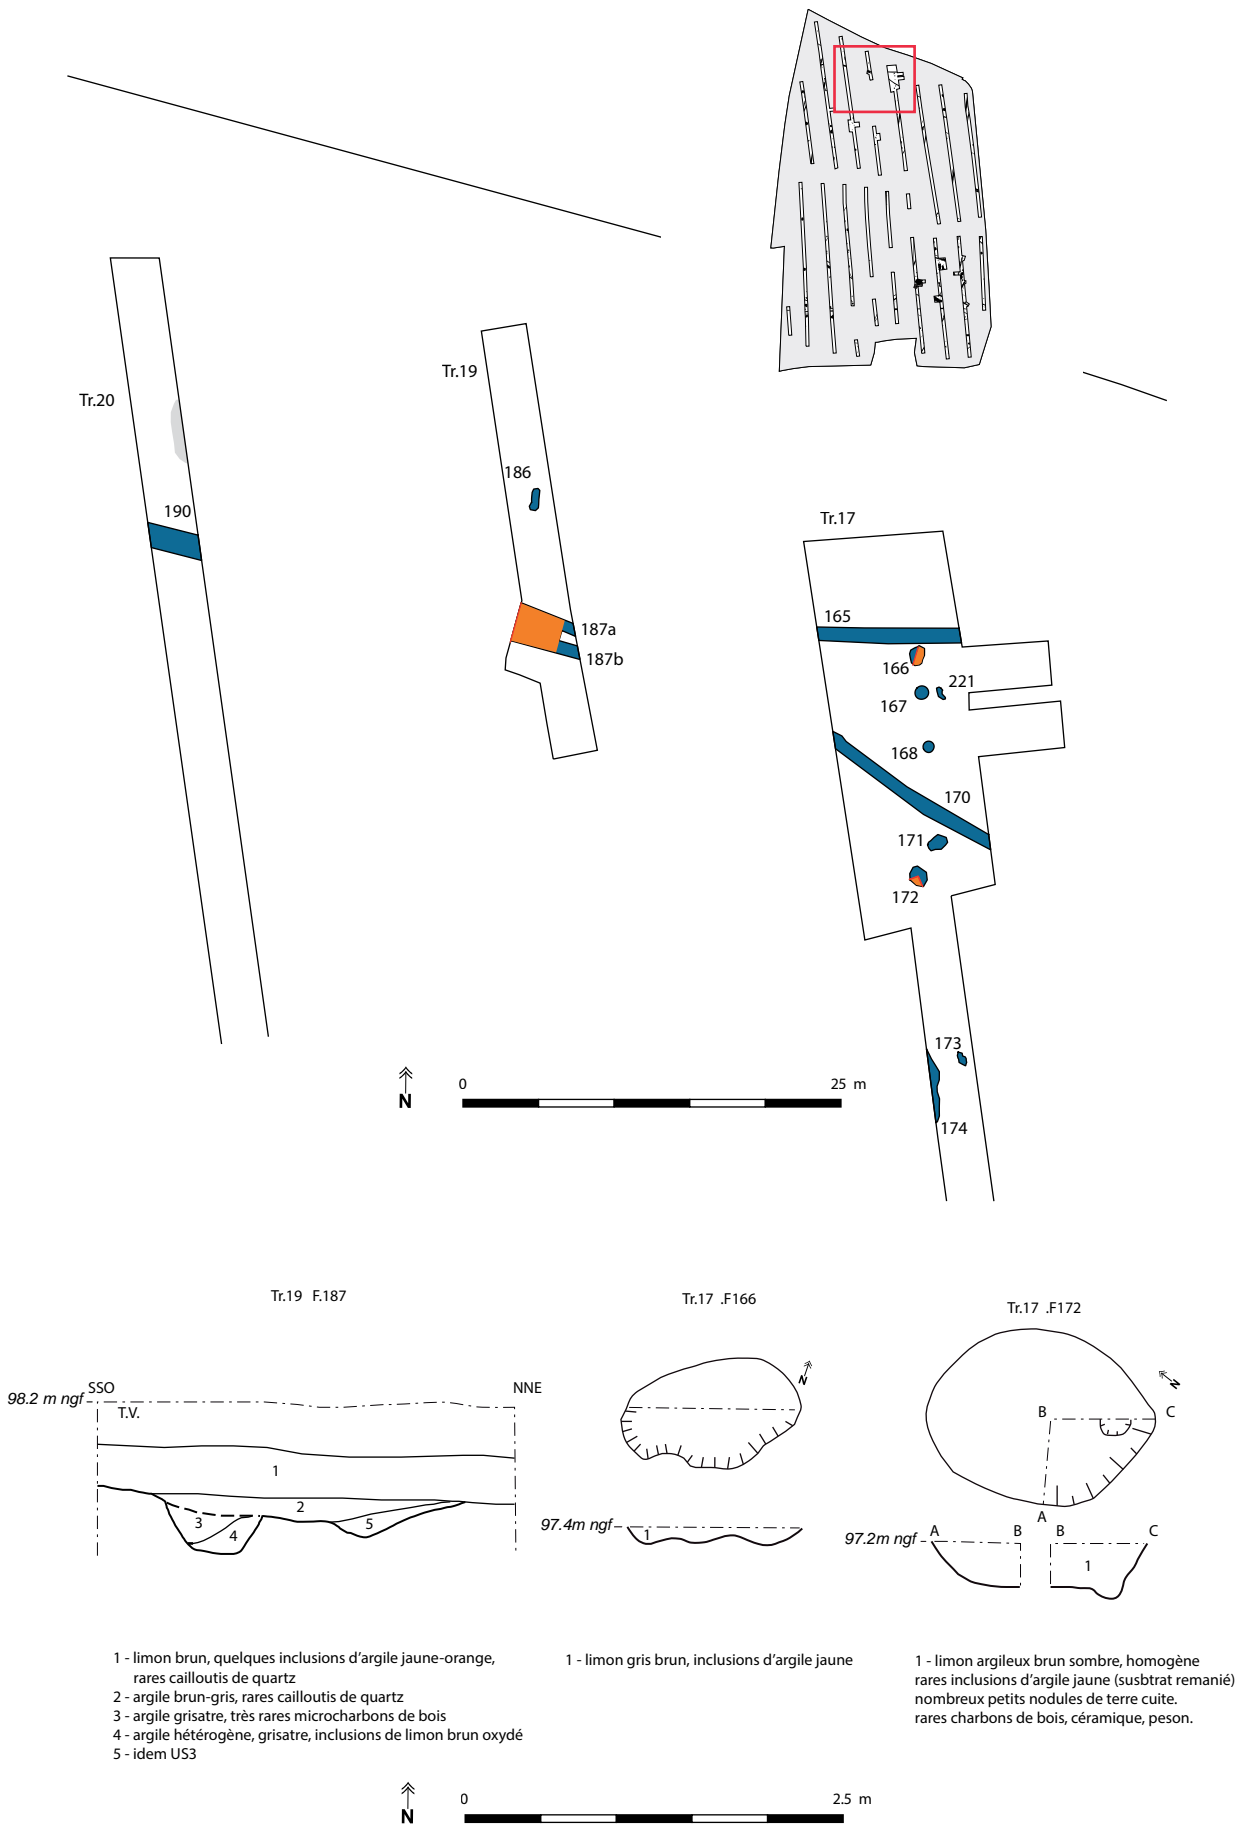 Tr.20
190
Tr.19
186
187a
187b
Tr.17
165
166
221
167
168
170
171
172
173
174
N
0
25 m
Tr.19 F.187
SSO
NNE
98.2 m ngf
T.V.
1
2
3
4
5
Tr.17 .F166
N
97.4m ngf
1
Tr.17 .F172
N
B
C
A
97.2m ngf
A
B
B
C
1
1 - limon brun, quelques inclusions d’argile jaune-orange,
rares cailloutis de quartz
2 - argile brun-gris, rares cailloutis de quartz
3 - argile grisatre, très rares microcharbons de bois
4 - argile hétérogène, grisatre, inclusions de limon brun oxydé
5 - idem US3
1 - limon gris brun, inclusions d’argile jaune
1 - limon argileux brun sombre, homogène
rares inclusions d’argile jaune (susbtrat remanié)
nombreux petits nodules de terre cuite.
rares charbons de bois, céramique, peson.
N
0
2.5 m